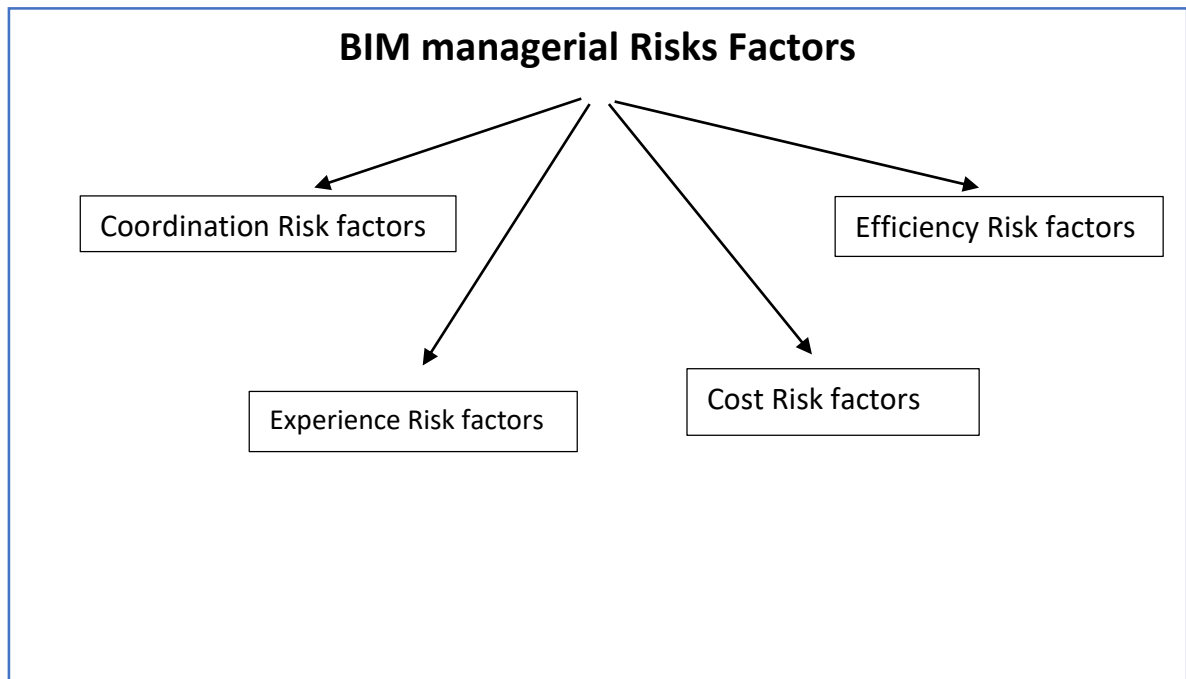 BIM managerial Risks Factors
Coordination Risk factors
Efficiency Risk factors
Experience Risk factors
Cost Risk factors